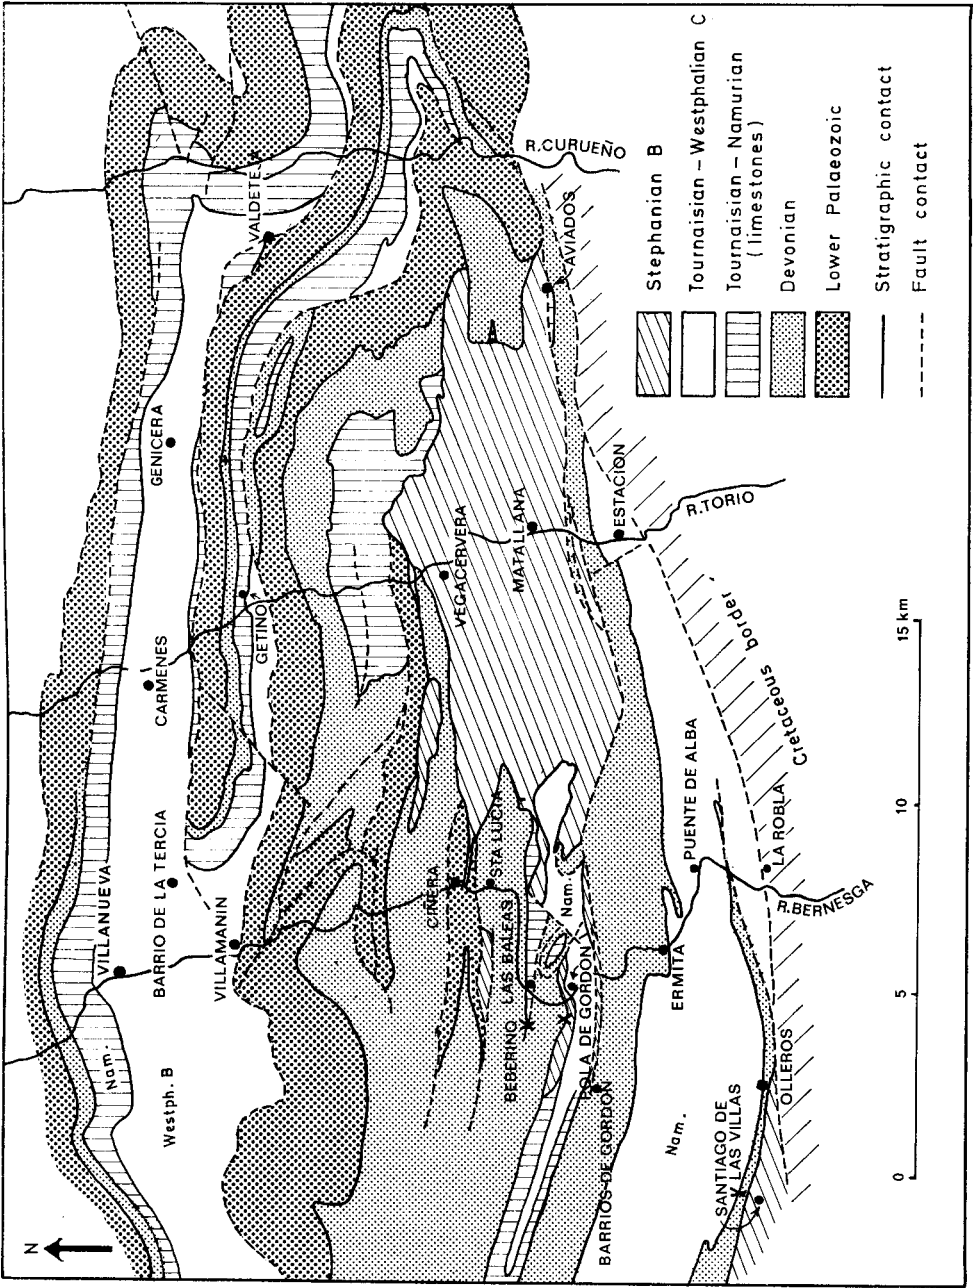 N
VILLANUEVA
BARRIO DE LA TERCIA
VILLAMANIN
CARMENES
GENICERA
VALDETEJA
GETINO
Nam.
Westph. B
CIÑERA
STA LUCIA
BEBERINO
LAS BALEAS
Nam.
POLA DE GORDON
BARRIOS DE GORDON
ERMITA
PUENTE DE ALBA
LA ROBLA
R. BERNESGA
Nam.
SANTIAGO DE
LAS VILLAS
OLLEROS
VEGACERVERA
MATALLANA
ESTACION
R. TORIO
AVIADOS
R. CURUEÑO
Cretaceous border
0
5
10
15 km
Stephanian B
Tournaisian – Westphalian C
Tournaisian – Namurian
(limestones)
Devonian
Lower Palaeozoic
Stratigraphic contact
Fault contact